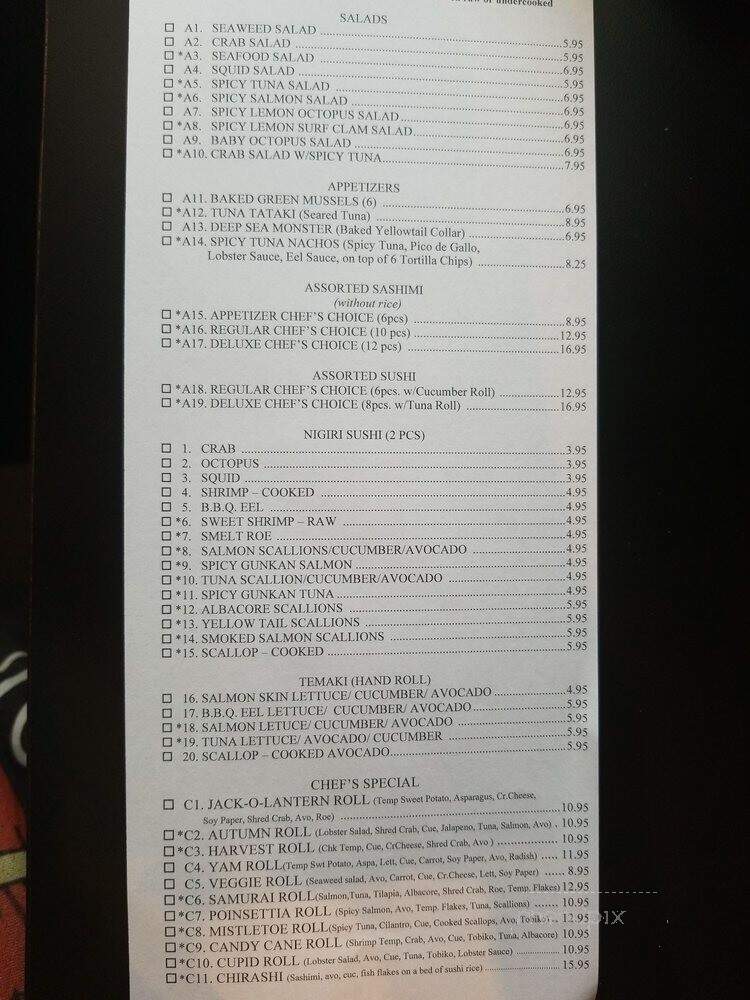 raw or undercooked
SALADS
☐ A1. SEAWEED SALAD ........ 5.95
☐ A2. CRAB SALAD ........ 5.95
☐ *A3. SEAFOOD SALAD ........ 6.95
☐ A4. SQUID SALAD ........ 5.95
☐ *A5. SPICY TUNA SALAD ........ 6.95
☐ *A6. SPICY SALMON SALAD ........ 6.95
☐ A7. SPICY LEMON OCTOPUS SALAD ........ 6.95
☐ *A8. SPICY LEMON SURF CLAM SALAD ........ 6.95
☐ A9. BABY OCTOPUS SALAD ........ 6.95
☐ *A10. CRAB SALAD W/SPICY TUNA ........ 7.95
APPETIZERS
☐ A11. BAKED GREEN MUSSELS (6) ........ 6.95
☐ *A12. TUNA TATAKI (Seared Tuna) ........ 8.95
☐ A13. DEEP SEA MONSTER (Baked Yellowtail Collar) ........ 6.95
☐ *A14. SPICY TUNA NACHOS (Spicy Tuna, Pico de Gallo,
Lobster Sauce, Eel Sauce, on top of 6 Tortilla Chips) ........ 8.25
ASSORTED SASHIMI
(without rice)
☐ *A15. APPETIZER CHEF'S CHOICE (6pcs) ........ 8.95
☐ *A16. REGULAR CHEF'S CHOICE (10 pcs) ........ 12.95
☐ *A17. DELUXE CHEF'S CHOICE (12 pcs) ........ 16.95
ASSORTED SUSHI
☐ *A18. REGULAR CHEF'S CHOICE (6pcs. w/Cucumber Roll) ........ 12.95
☐ *A19. DELUXE CHEF'S CHOICE (8pcs. w/Tuna Roll) ........ 16.95
NIGIRI SUSHI (2 PCS)
☐ 1. CRAB ........ 3.95
☐ 2. OCTOPUS ........ 3.95
☐ 3. SQUID ........ 3.95
☐ 4. SHRIMP – COOKED ........ 4.95
☐ 5. B.B.Q. EEL ........ 4.95
☐ *6. SWEET SHRIMP – RAW ........ 4.95
☐ *7. SMELT ROE ........ 4.95
☐ *8. SALMON SCALLIONS/CUCUMBER/AVOCADO ........ 4.95
☐ *9. SPICY GUNKAN SALMON ........ 4.95
☐ *10. TUNA SCALLION/CUCUMBER/AVOCADO ........ 4.95
☐ *11. SPICY GUNKAN TUNA ........ 4.95
☐ *12. ALBACORE SCALLIONS ........ 5.95
☐ *13. YELLOW TAIL SCALLIONS ........ 5.95
☐ *14. SMOKED SALMON SCALLIONS ........ 5.95
☐ *15. SCALLOP – COOKED ........ 5.95
TEMAKI (HAND ROLL)
☐ 16. SALMON SKIN LETTUCE/ CUCUMBER/ AVOCADO ........ 4.95
☐ 17. B.B.Q. EEL LETTUCE/ CUCUMBER/ AVOCADO ........ 5.95
☐ *18. SALMON LETUCE/ CUCUMBER/ AVOCADO ........ 5.95
☐ *19. TUNA LETTUCE/ AVOCADO/ CUCUMBER ........ 5.95
☐ 20. SCALLOP – COOKED AVOCADO ........ 5.95
CHEF'S SPECIAL
☐ C1. JACK-O-LANTERN ROLL (Temp Sweet Potato, Asparagus, Cr.Cheese,
Soy Paper, Shred Crab, Avo, Roe) ........ 10.95
☐ *C2. AUTUMN ROLL (Lobster Salad, Shred Crab, Cue, Jalapeno, Tuna, Salmon, Avo) . 10.95
☐ *C3. HARVEST ROLL (Chk Temp, Cue, CrCheese, Shred Crab, Avo ) ........ 10.95
☐ C4. YAM ROLL(Temp Swt Potato, Aspa, Lett, Cue, Carrot, Soy Paper, Avo, Radish) ..... 11.95
☐ C5. VEGGIE ROLL (Seaweed salad, Avo, Carrot, Cue, Cr.Cheese, Lett, Soy Paper) ...... 8.95
☐ *C6. SAMURAI ROLL(Salmon,Tuna, Tilapia, Albacore, Shred Crab, Roe, Temp. Flakes) 12.95
☐ *C7. POINSETTIA ROLL (Spicy Salmon, Avo, Temp. Flakes, Tuna, Scallions) ....... 10.95
☐ *C8. MISTLETOE ROLL(Spicy Tuna, Cilantro, Cue, Cooked Scallops, Avo, Tobiko) .. 12.95
☐ *C9. CANDY CANE ROLL (Shrimp Temp, Crab, Avo, Cue, Tobiko, Tuna, Albacore) 10.95
☐ *C10. CUPID ROLL (Lobster Salad, Avo, Cue, Tuna, Tobiko, Lobster Sauce) ........ 10.95
☐ *C11. CHIRASHI (Sashimi, avo, cue, fish flakes on a bed of sushi rice) ........ 15.95